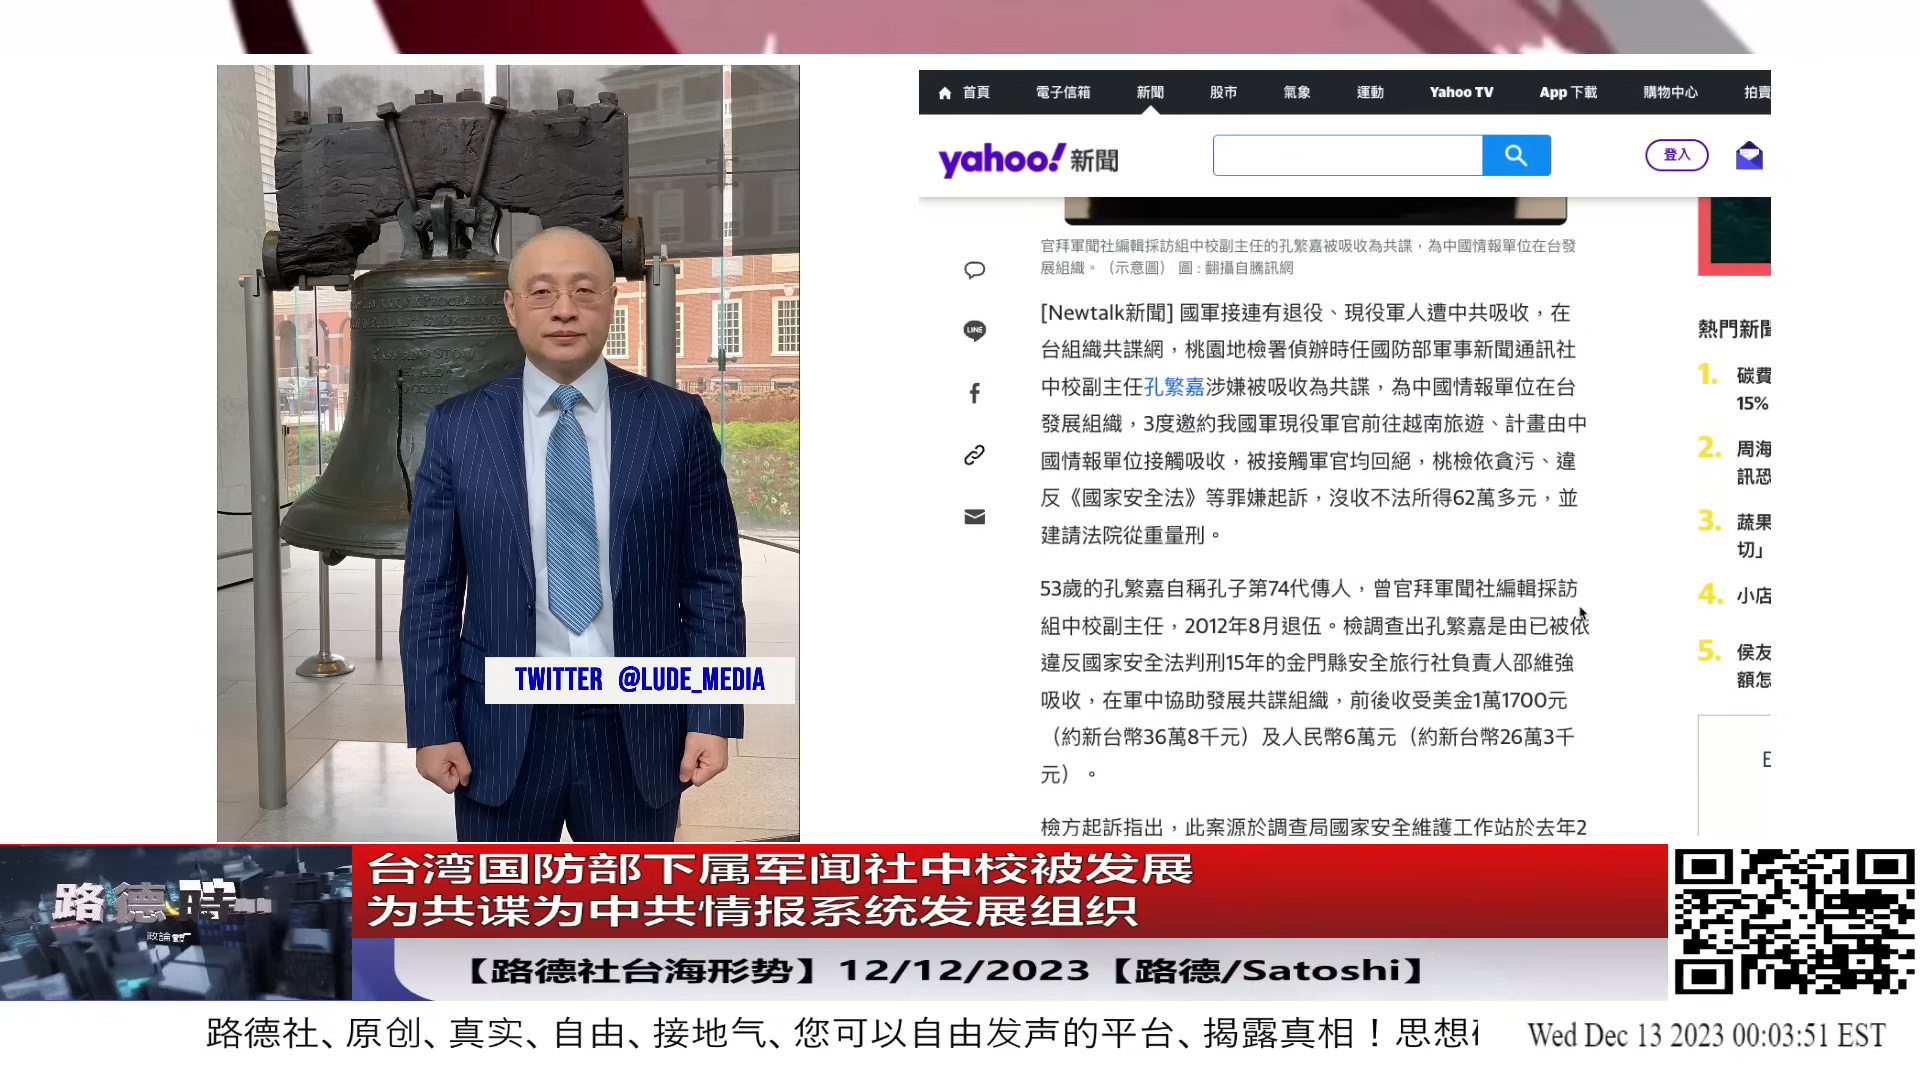 首頁 電子信箱 新聞 股市 氣象 運動 Yahoo TV App 下載 購物中心 拍賣
yahoo! 新聞
登入
官拜軍聞社編輯採訪組中校副主任的孔繁嘉被吸收為共諜，為中國情報單位在台發
展組織。（示意圖） 圖 : 翻攝自騰訊網
LINE
[Newtalk新聞] 國軍接連有退役、現役軍人遭中共吸收，在
台組織共諜網，桃園地檢署偵辦時任國防部軍事新聞通訊社
中校副主任孔繁嘉涉嫌被吸收為共諜，為中國情報單位在台
發展組織，3度邀約我國軍現役軍官前往越南旅遊、計畫由中
國情報單位接觸吸收，被接觸軍官均回絕，桃檢依貪污、違
反《國家安全法》等罪嫌起訴，沒收不法所得62萬多元，並
建請法院從重量刑。
53歲的孔繁嘉自稱孔子第74代傳人，曾官拜軍聞社編輯採訪
組中校副主任，2012年8月退伍。檢調查出孔繁嘉是由已被依
違反國家安全法判刑15年的金門縣安全旅行社負責人邵維強
吸收，在軍中協助發展共諜組織，前後收受美金1萬1700元
（約新台幣36萬8千元）及人民幣6萬元（約新台幣26萬3千
元）。
檢方起訴指出，此案源於調查局國家安全維護工作站於去年2
熱門新聞
1. 碳費
15%
2. 周海
訊恐
3. 蔬果
切」
4. 小店
5. 侯友
額怎
E
TWITTER @LUDE_MEDIA
路德時
政論
台湾国防部下属军闻社中校被发展
为共谍为中共情报系统发展组织
【路德社台海形势】12/12/2023【路德/Satoshi】
路德社、原创、真实、自由、接地气、您可以自由发声的平台、揭露真相！思想
Wed Dec 13 2023 00:03:51 EST